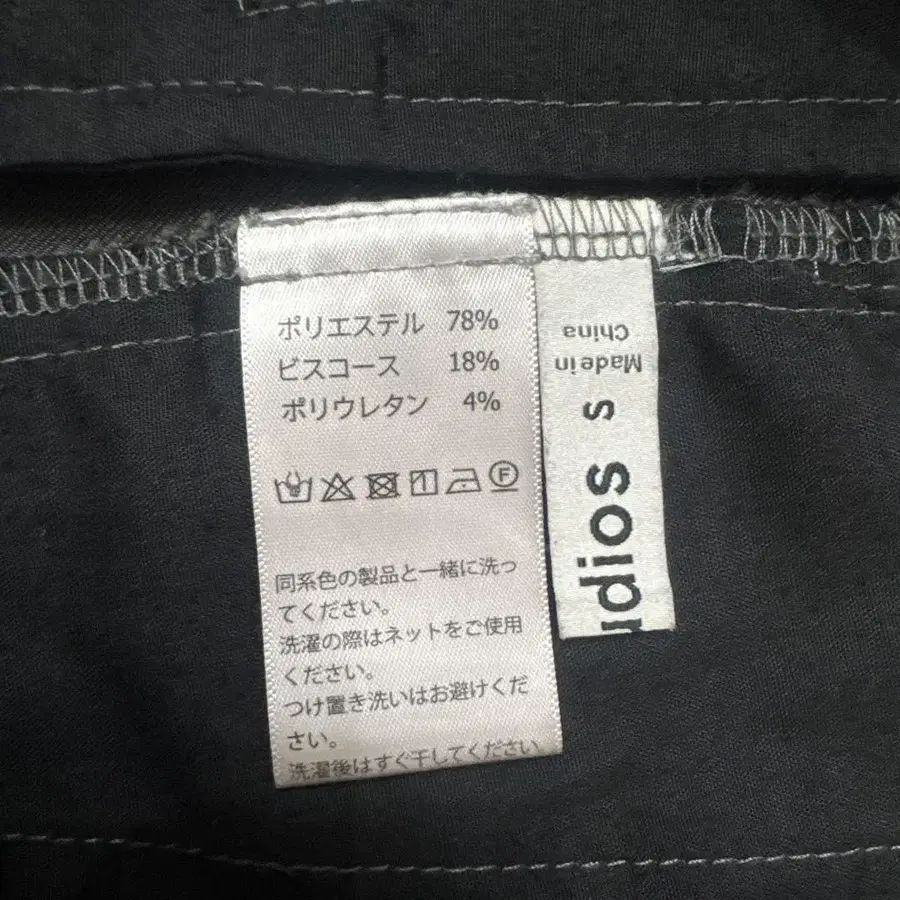 ポリエステル 78%
ビスコース 18%
ポリウレタン 4%
F
同系色の製品と一緒に洗っ
てください。
洗濯の際はネットをご使用
ください。
つけ置き洗いはお避けくだ
さい。
洗濯後はすぐ干してください
Made in
China
S
udios